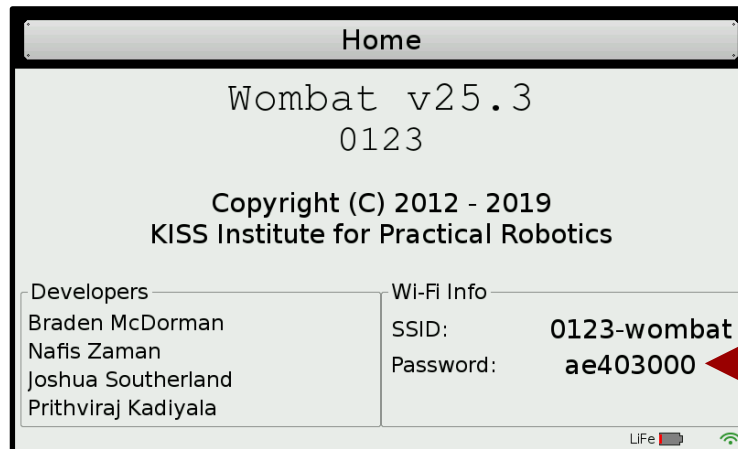 Home
Wombat v25.3
0123
Copyright (C) 2012 - 2019
KISS Institute for Practical Robotics
Developers
Braden McDorman
Nafis Zaman
Joshua Southerland
Prithviraj Kadiyala
Wi-Fi Info
SSID: 0123-wombat
Password: ae403000
LiFe